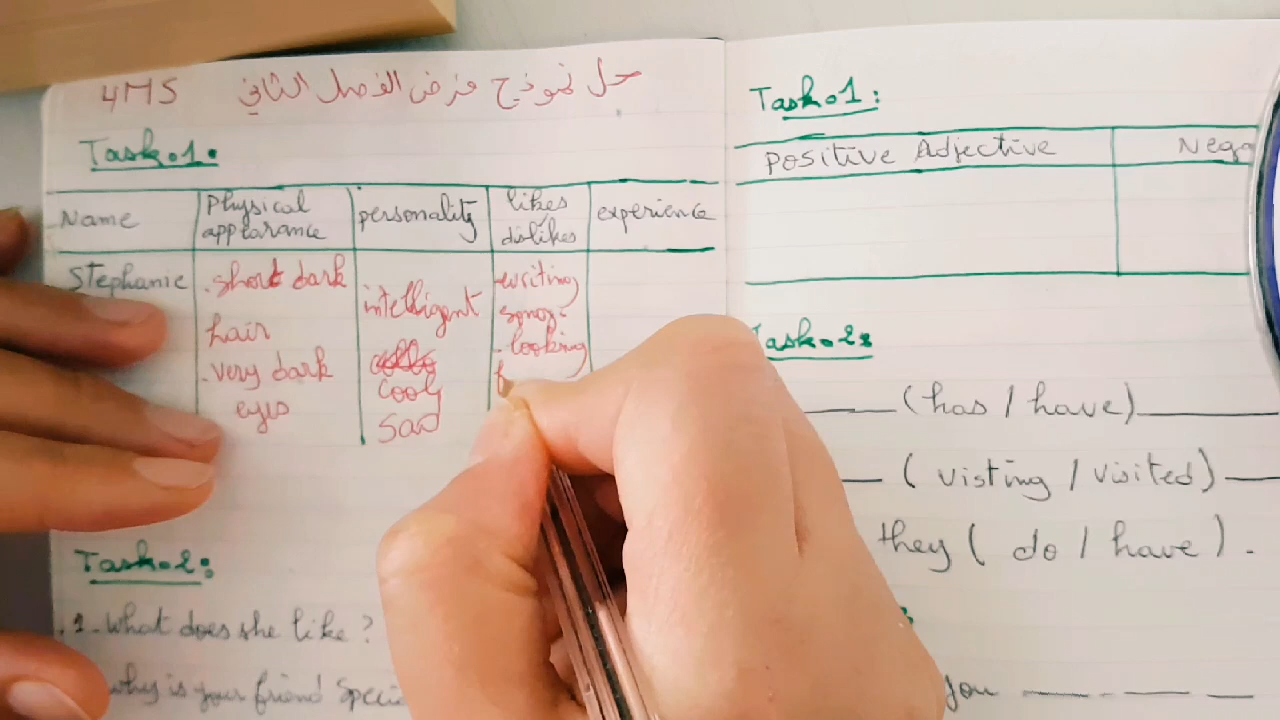 4MS حل نموذج فرض الفصل الثاني
Task 1:
Name
Physical
appearance
personality
likes
dislikes
experience
Stephanie
. short dark
hair
. very dark
eyes
intelligent
cool
sad
-writing
songs
. looking
Task 2:
1. What does she like ?
why is your friend
Task 1:
Positive Adjective
Task 2:
(has / have)
( visting / visited )
they ( do / have ) .
you